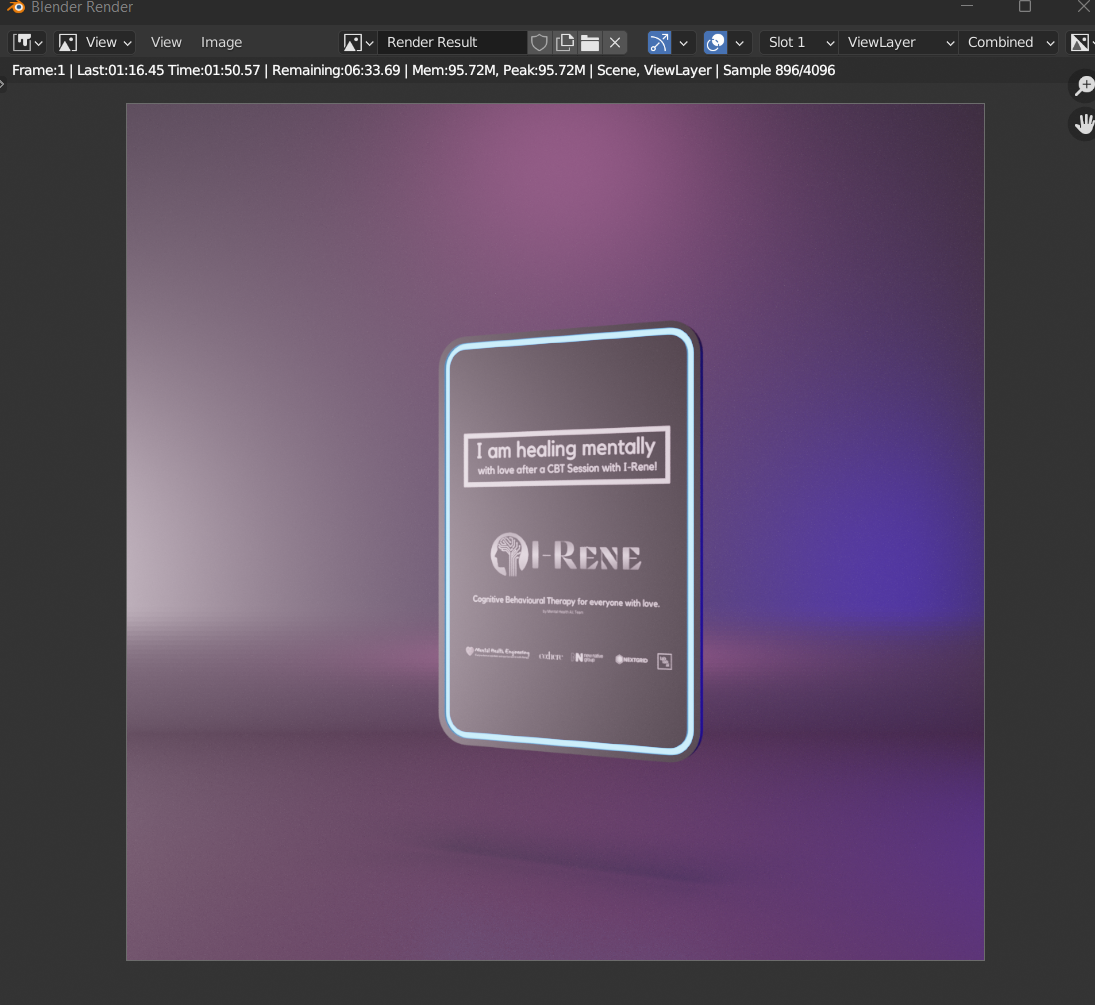 Blender Render
View View Image Render Result Slot 1 ViewLayer Combined
Frame:1 | Last:01:16.45 Time:01:50.57 | Remaining:06:33.69 | Mem:95.72M, Peak:95.72M | Scene, ViewLayer | Sample 896/4096
I am healing mentally
with love after a CBT Session with I-Rene!
I-RENE
Cognitive Behavioural Therapy for everyone with love.
Mental Health Engineering
co:here N group NEXTGRID